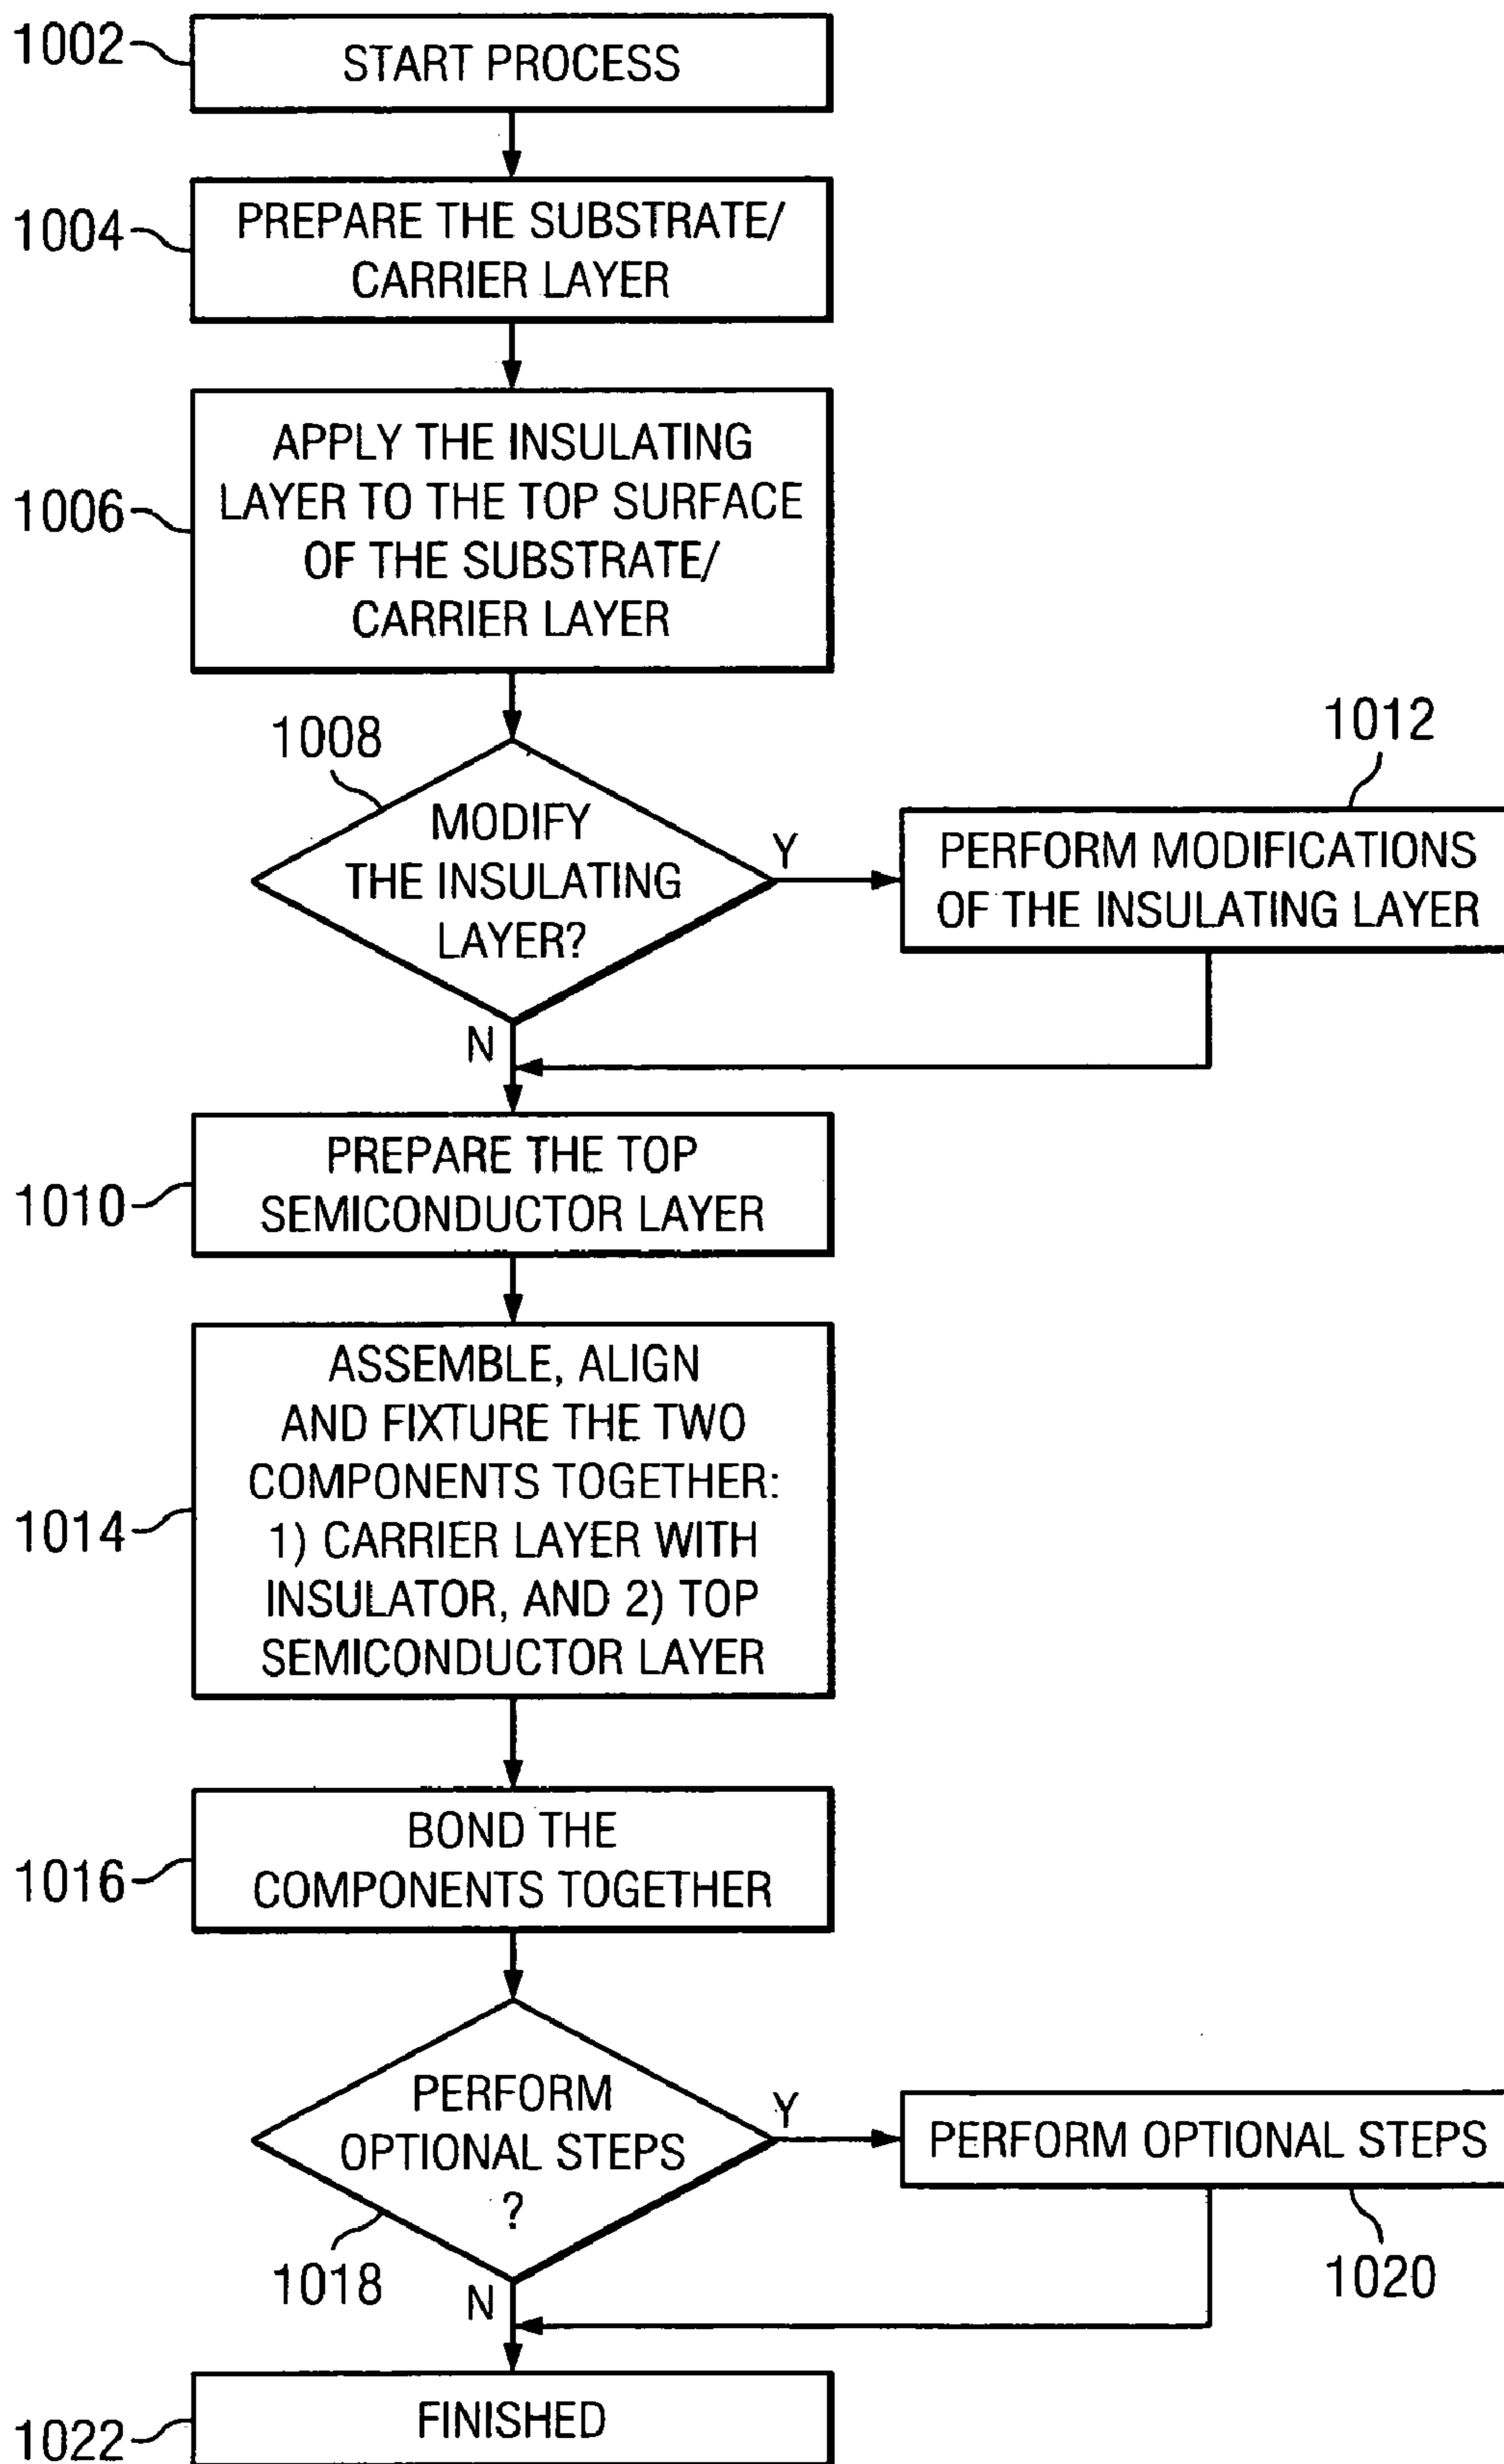 1002
START PROCESS
1004
PREPARE THE SUBSTRATE/
CARRIER LAYER
1006
APPLY THE INSULATING
LAYER TO THE TOP SURFACE
OF THE SUBSTRATE/
CARRIER LAYER
1008
MODIFY
THE INSULATING
LAYER?
Y
N
1012
PERFORM MODIFICATIONS
OF THE INSULATING LAYER
1010
PREPARE THE TOP
SEMICONDUCTOR LAYER
1014
ASSEMBLE, ALIGN
AND FIXTURE THE TWO
COMPONENTS TOGETHER:
1) CARRIER LAYER WITH
INSULATOR, AND 2) TOP
SEMICONDUCTOR LAYER
1016
BOND THE
COMPONENTS TOGETHER
PERFORM
OPTIONAL STEPS
?
1018
Y
N
PERFORM OPTIONAL STEPS
1020
1022
FINISHED